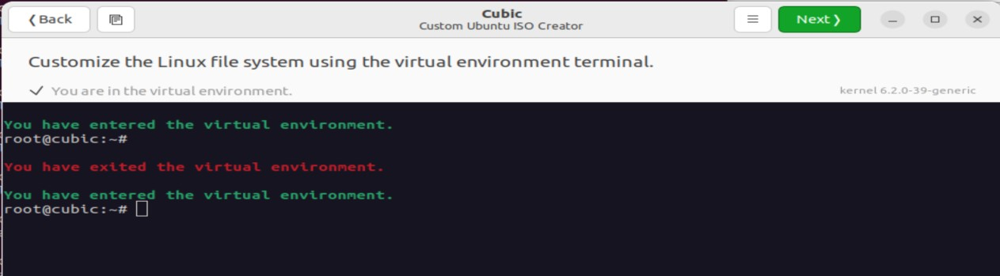 ❮ Back
Cubic
Custom Ubuntu ISO Creator
Next ❯
Customize the Linux file system using the virtual environment terminal.
✓ You are in the virtual environment.
kernel 6.2.0-39-generic
You have entered the virtual environment.
root@cubic:~#
You have exited the virtual environment.
You have entered the virtual environment.
root@cubic:~#